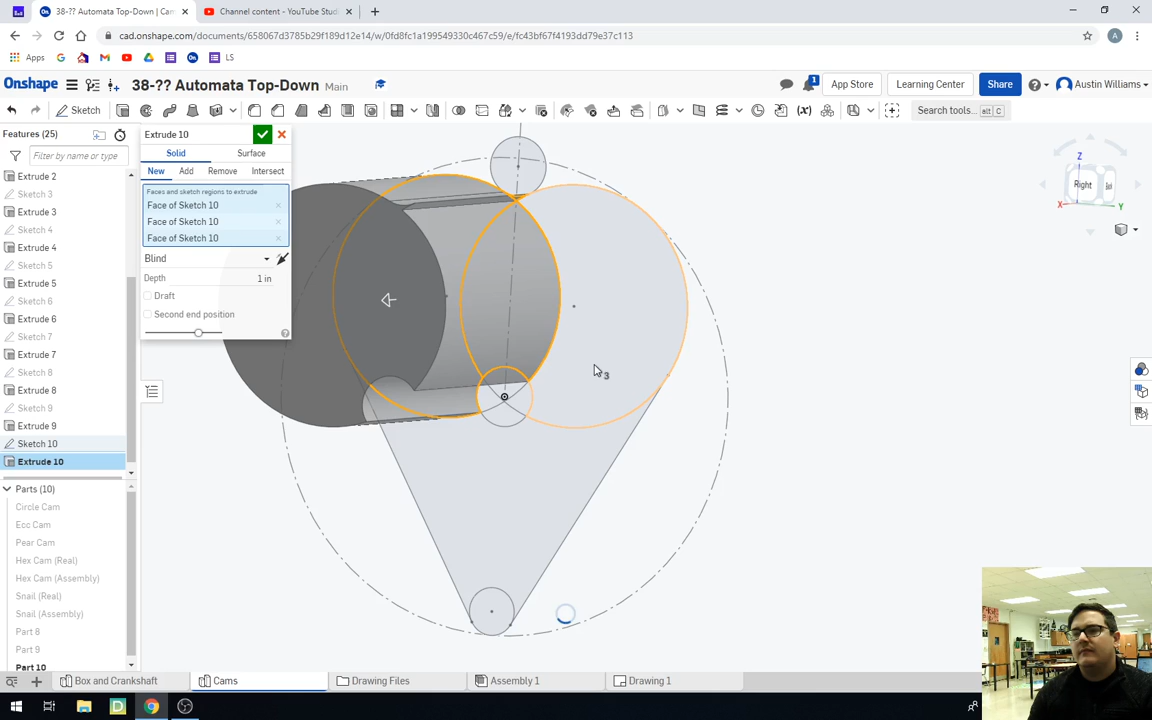 38-?? Automata Top-Down | Cam
Channel content - YouTube Studi
cad.onshape.com/documents/658067d3785b29f189d12e14/w/0fd8fc1a199549330c467c59/e/fc43bf67f4193dd79e37c113
A
Apps
LS
Onshape
38-?? Automata Top-Down Main
1
App Store
Learning Center
Share
Austin Williams
Sketch
Search tools...
alt C
Features (25)
Filter by name or type
Extrude 2
Sketch 3
Extrude 3
Sketch 4
Extrude 4
Sketch 5
Extrude 5
Sketch 6
Extrude 6
Sketch 7
Extrude 7
Sketch 8
Extrude 8
Sketch 9
Extrude 9
Sketch 10
Extrude 10
Parts (10)
Circle Cam
Ecc Cam
Pear Cam
Hex Cam (Real)
Hex Cam (Assembly)
Snail (Real)
Snail (Assembly)
Part 8
Part 9
Part 10
Extrude 10
Solid
Surface
New
Add
Remove
Intersect
Faces and sketch regions to extrude
Face of Sketch 10
Face of Sketch 10
Face of Sketch 10
Blind
Depth
1 in
Draft
Second end position
3
Z
Right
X
Y
Box and Crankshaft
Cams
Drawing Files
Assembly 1
Drawing 1